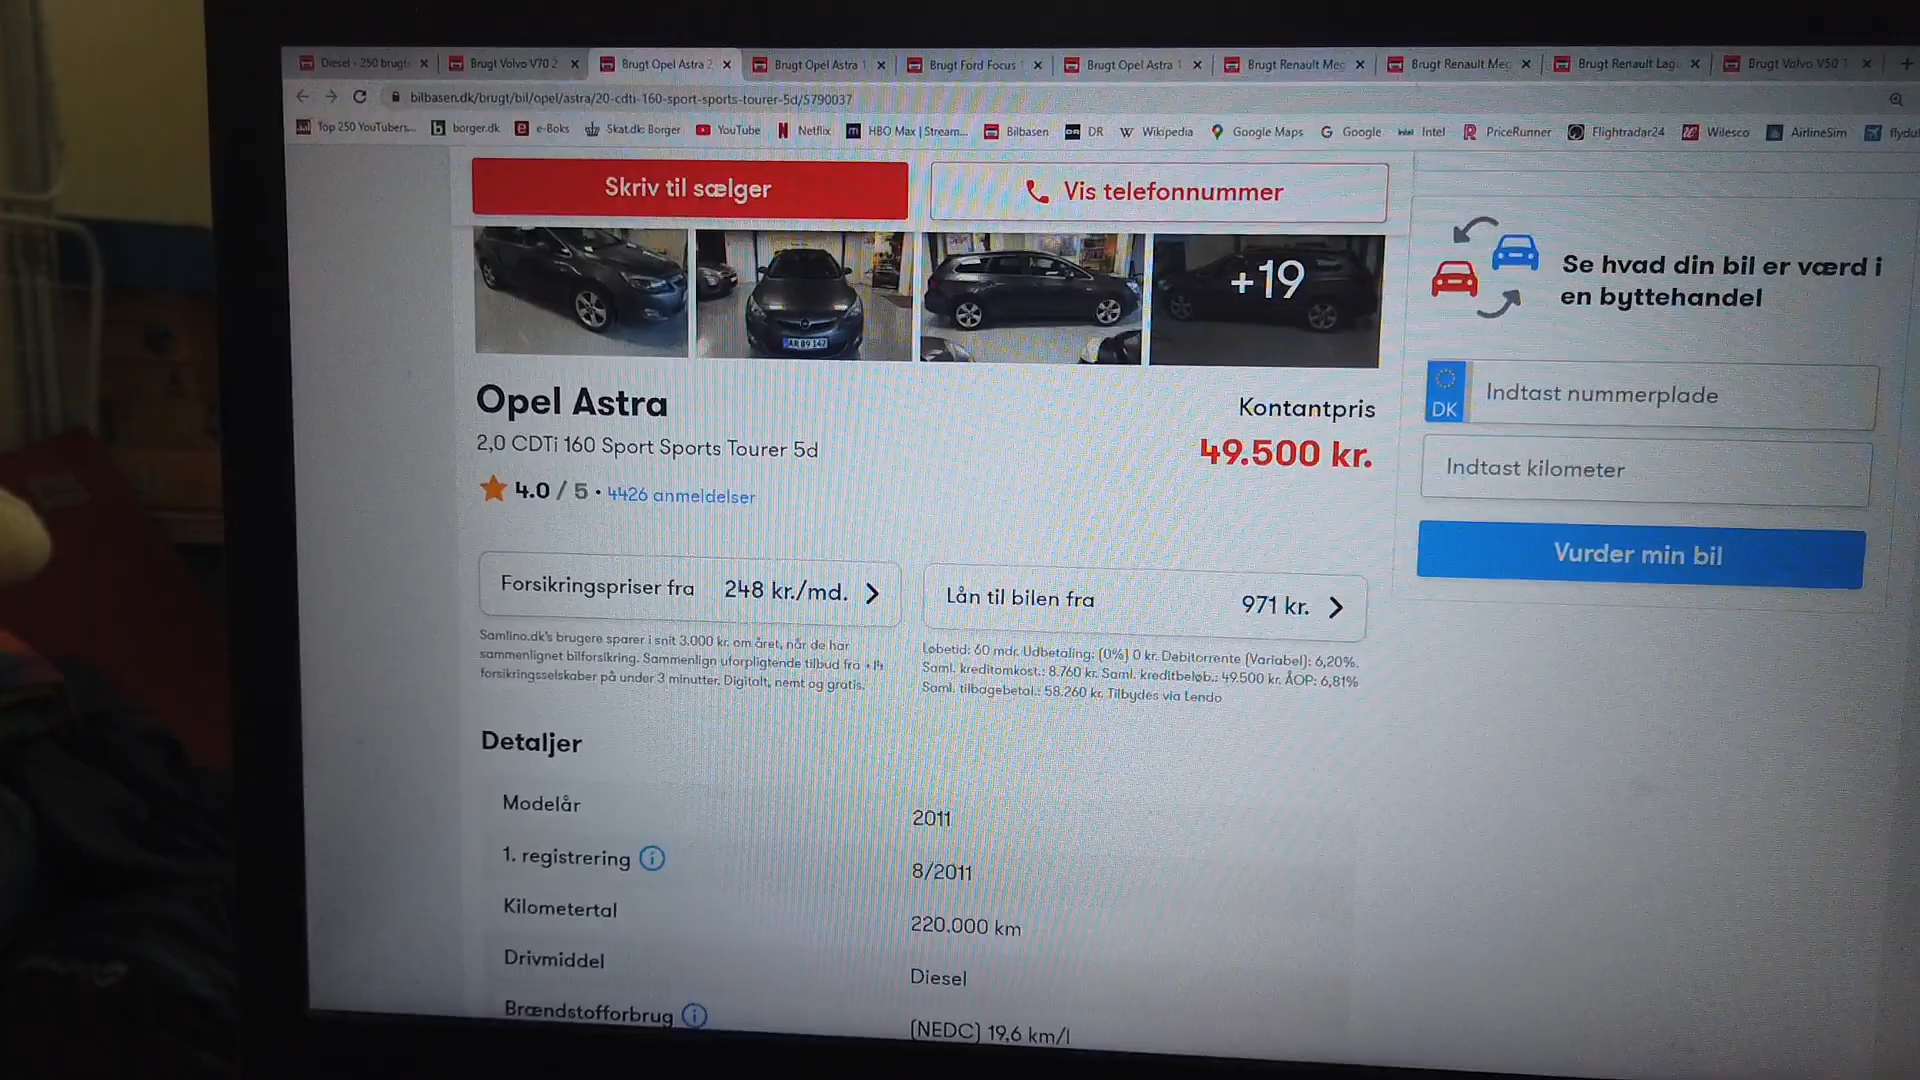 Diesel - 250 brugte
Brugt Volvo V70 2
Brugt Opel Astra 2
Brugt Opel Astra 1
Brugt Ford Focus 1
Brugt Opel Astra 1
Brugt Renault Meg
Brugt Renault Meg
Brugt Renault Lagu
Brugt Volvo V50 1
bilbasen.dk/brugt/bil/opel/astra/20-cdti-160-sport-sports-tourer-5d/5790037
Top 250 YouTubers...
borger.dk
e-Boks
Skat.dk: Borger
YouTube
Netflix
HBO Max | Stream...
Bilbasen
DR
Wikipedia
Google Maps
Google
Intel
PriceRunner
Flightradar24
Wilesco
AirlineSim
Skriv til sælger
Vis telefonnummer
+19
Se hvad din bil er værd i
en byttehandel
DK
Indtast nummerplade
Indtast kilometer
Vurder min bil
Opel Astra
2,0 CDTi 160 Sport Sports Tourer 5d
4.0 / 5 • 4426 anmeldelser
Kontantpris
49.500 kr.
Forsikringspriser fra 248 kr./md.
Lån til bilen fra 971 kr.
Samlino.dk's brugere sparer i snit 3.000 kr. om året, når de har
sammenlignet bilforsikring. Sammenlign uforpligtende tilbud fra +14
forsikringsselskaber på under 3 minutter. Digitalt, nemt og gratis.
Løbetid: 60 mdr. Udbetaling: (0%) 0 kr. Debitorrente (Variabel): 6,20%.
Saml. kreditomkost.: 8.760 kr. Saml. kreditbeløb.: 49.500 kr. ÅOP: 6,81%
Saml. tilbagebetal.: 58.260 kr. Tilbydes via Lendo
Detaljer
Modelår 2011
1. registrering 8/2011
Kilometertal 220.000 km
Drivmiddel Diesel
Brændstofforbrug (NEDC) 19,6 km/l